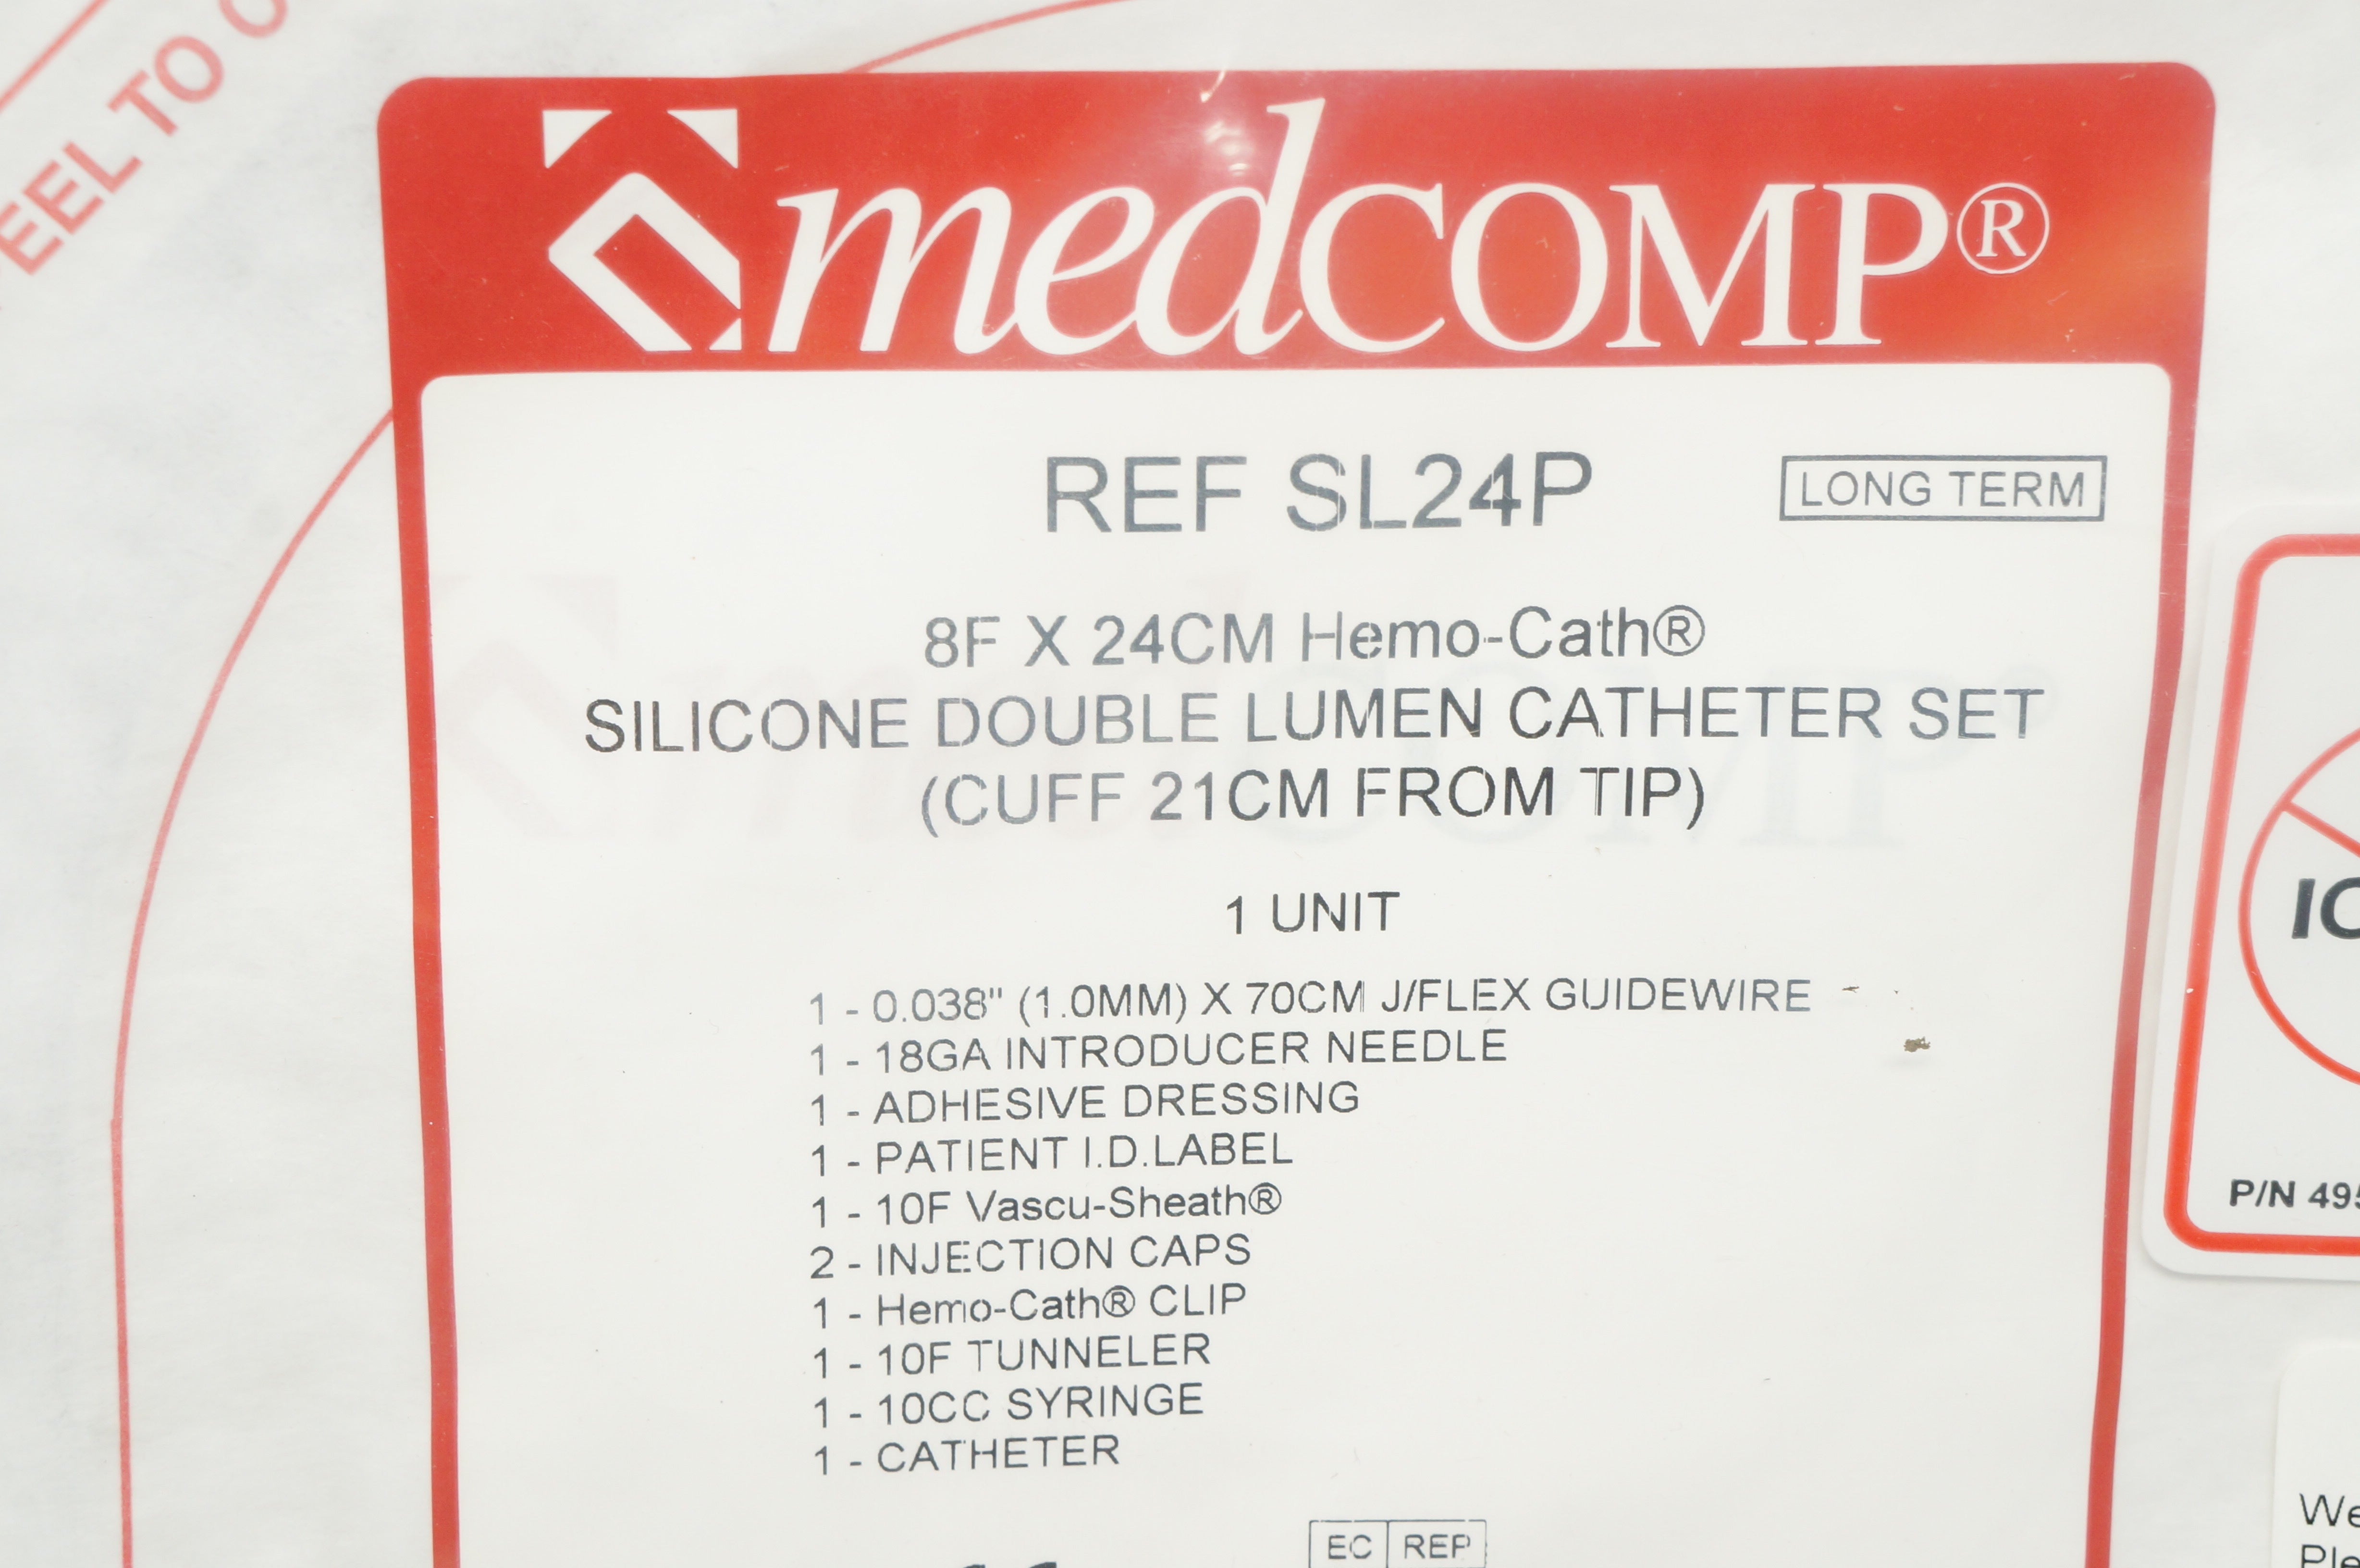 EEL TO O
medCOMP®
REF SL24P
LONG TERM
8F X 24CM Hemo-Cath®
SILICONE DOUBLE LUMEN CATHETER SET
(CUFF 21CM FROM TIP)
1 UNIT
1 - 0.038" (1.0MM) X 70CM J/FLEX GUIDEWIRE
1 - 18GA INTRODUCER NEEDLE
1 - ADHESIVE DRESSING
1 - PATIENT I.D.LABEL
1 - 10F Vascu-Sheath®
2 - INJECTION CAPS
1 - Hemo-Cath® CLIP
1 - 10F TUNNELER
1 - 10CC SYRINGE
1 - CATHETER
EC REP
P/N 495
We
Ple